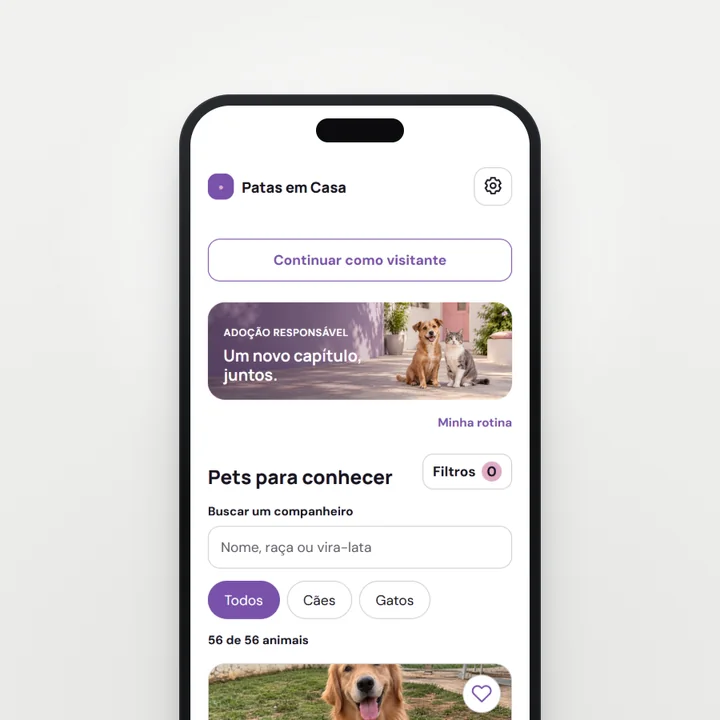 Patas em Casa
Continuar como visitante
ADOÇÃO RESPONSÁVEL
Um novo capítulo,
juntos.
Minha rotina
Pets para conhecer
Filtros 0
Buscar um companheiro
Nome, raça ou vira-lata
Todos Cães Gatos
56 de 56 animais